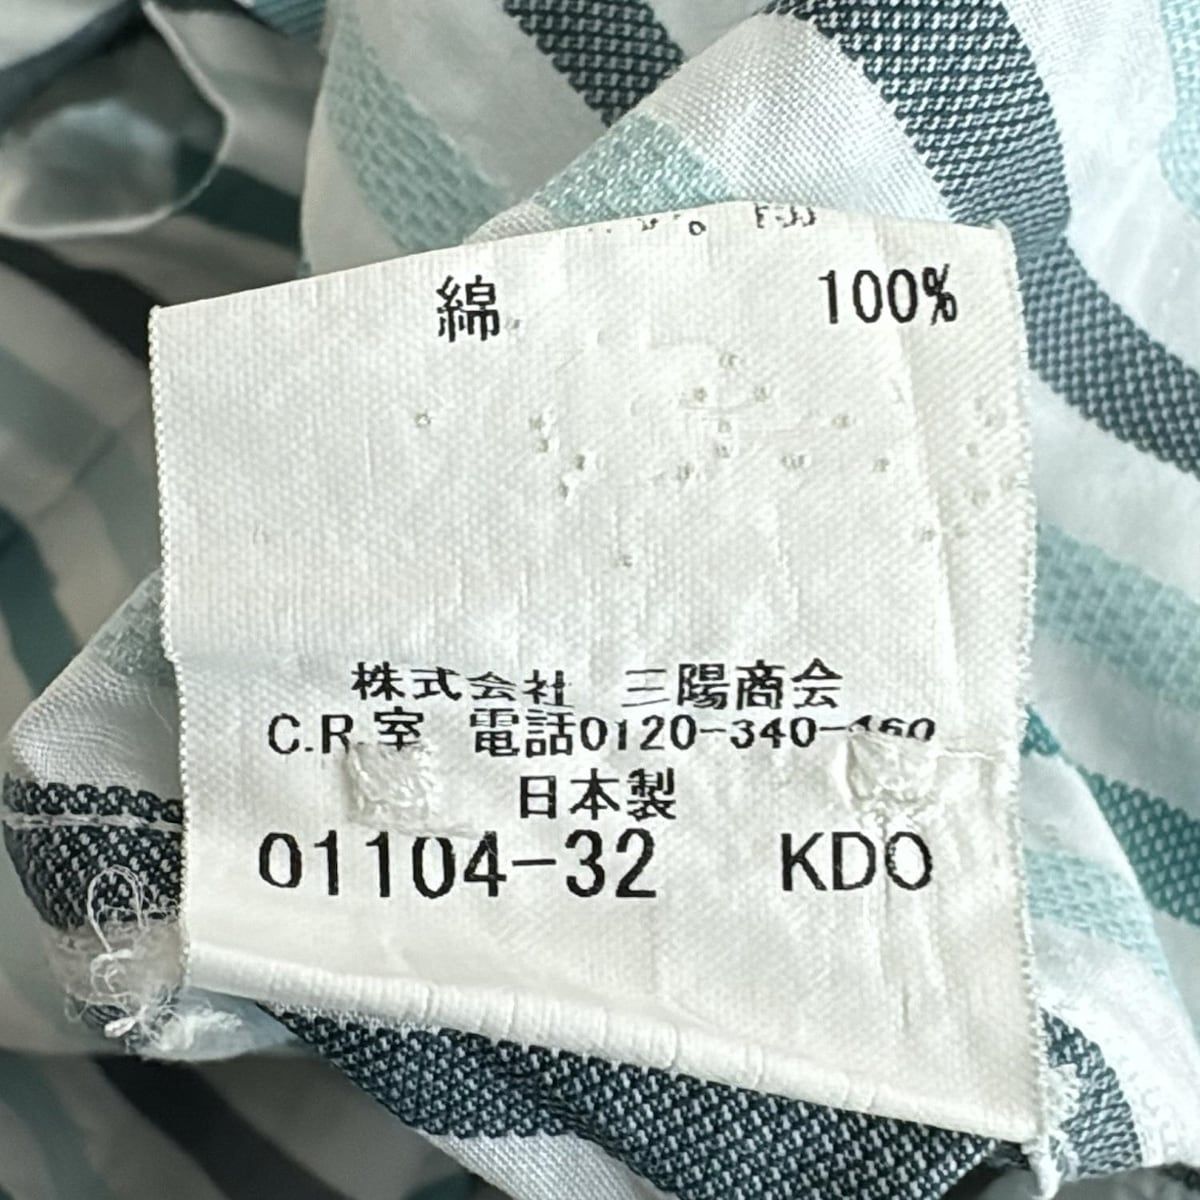 綿 100%
株式会社 三陽商会
C.R.室 電話0120-340-460
日本製
01104-32 KDO